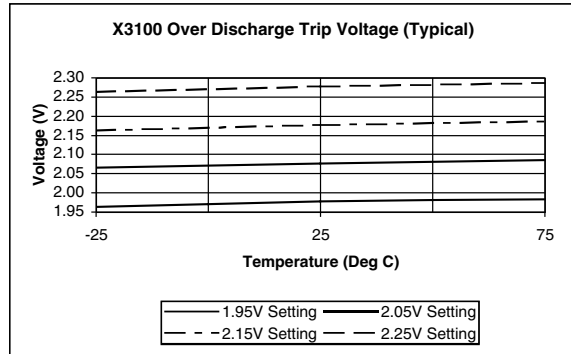 X3100 Over Discharge Trip Voltage (Typical)
2.30
2.25
2.20
2.15
2.10
2.05
2.00
1.95
Voltage (V)
-25 25 75
Temperature (Deg C)
1.95V Setting 2.05V Setting
2.15V Setting 2.25V Setting